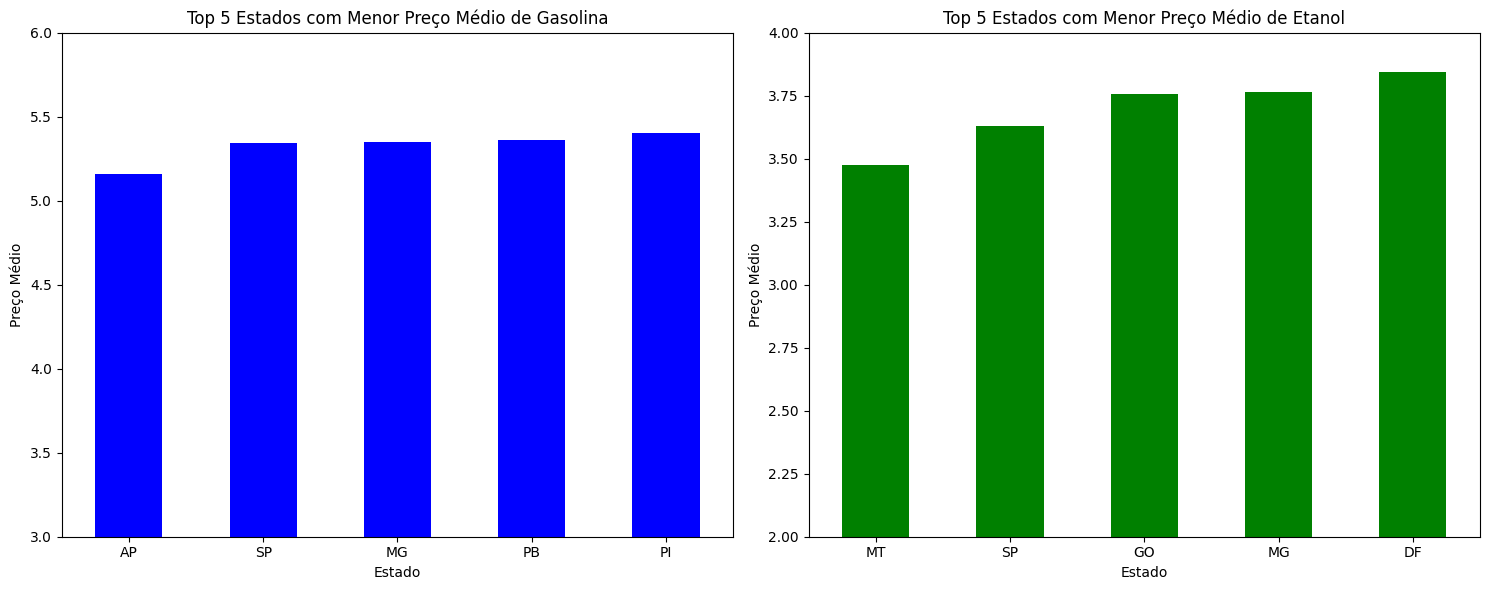 Top 5 Estados com Menor Preço Médio de Gasolina
6.0
5.5
5.0
4.5
4.0
3.5
3.0
Preço Médio
AP SP MG PB PI
Estado
Top 5 Estados com Menor Preço Médio de Etanol
4.00
3.75
3.50
3.25
3.00
2.75
2.50
2.25
2.00
Preço Médio
MT SP GO MG DF
Estado